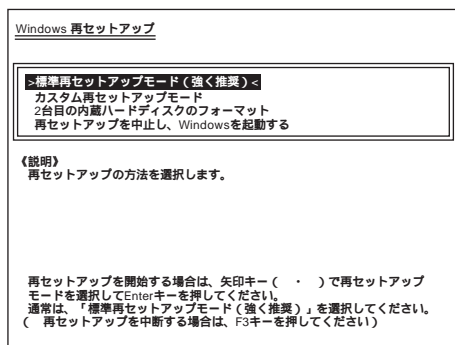 Windows 再セットアップ
>標準再セットアップモード(強く推奨)<
カスタム再セットアップモード
2台目の内蔵ハードディスクのフォーマット
再セットアップを中止し、Windowsを起動する
《説明》
再セットアップの方法を選択します。
再セットアップを開始する場合は、矢印キー( ・ )で再セットアップ
モードを選択してEnterキーを押してください。
通常は、「標準再セットアップモード(強く推奨)」を選択してください。
( 再セットアップを中断する場合は、F3キーを押してください)